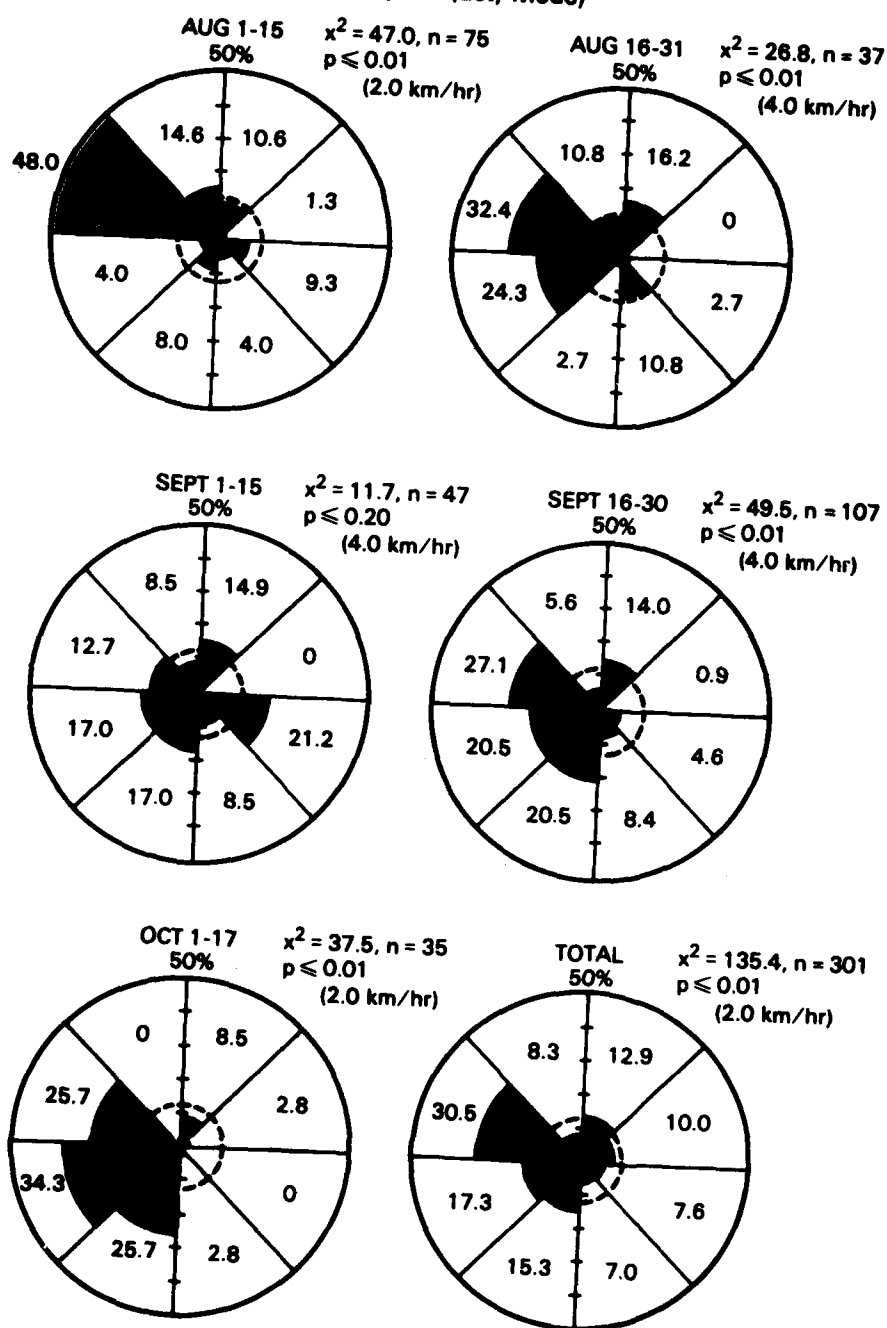 AUG 1-15
50%
x² = 47.0, n = 75
p ⩽ 0.01
(2.0 km/hr)
14.6 10.6
48.0
1.3
4.0
9.3
8.0 4.0
AUG 16-31
50%
x² = 26.8, n = 37
p ⩽ 0.01
(4.0 km/hr)
10.8 16.2
32.4
0
24.3
2.7
2.7 10.8
SEPT 1-15
50%
x² = 11.7, n = 47
p ⩽ 0.20
(4.0 km/hr)
8.5 14.9
12.7
0
17.0
21.2
17.0 8.5
SEPT 16-30
50%
x² = 49.5, n = 107
p ⩽ 0.01
(4.0 km/hr)
5.6 14.0
27.1
0.9
20.5
4.6
20.5 8.4
OCT 1-17
50%
x² = 37.5, n = 35
p ⩽ 0.01
(2.0 km/hr)
0 8.5
25.7
2.8
34.3
0
25.7 2.8
TOTAL
50%
x² = 135.4, n = 301
p ⩽ 0.01
(2.0 km/hr)
8.3 12.9
30.5
10.0
17.3
7.6
15.3 7.0